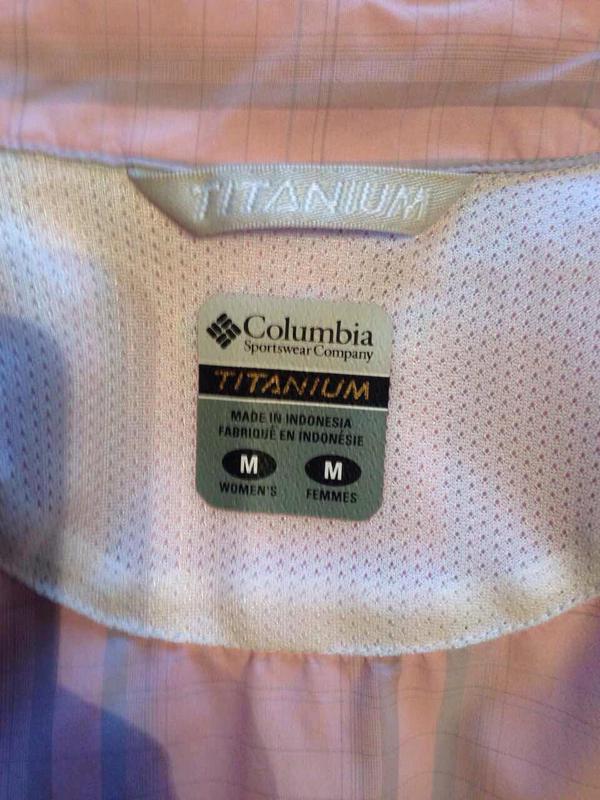 TITANIUM
Columbia
Sportswear Company
TITANIUM
MADE IN INDONESIA
FABRIQUÉ EN INDONÉSIE
M M
WOMEN'S FEMMES